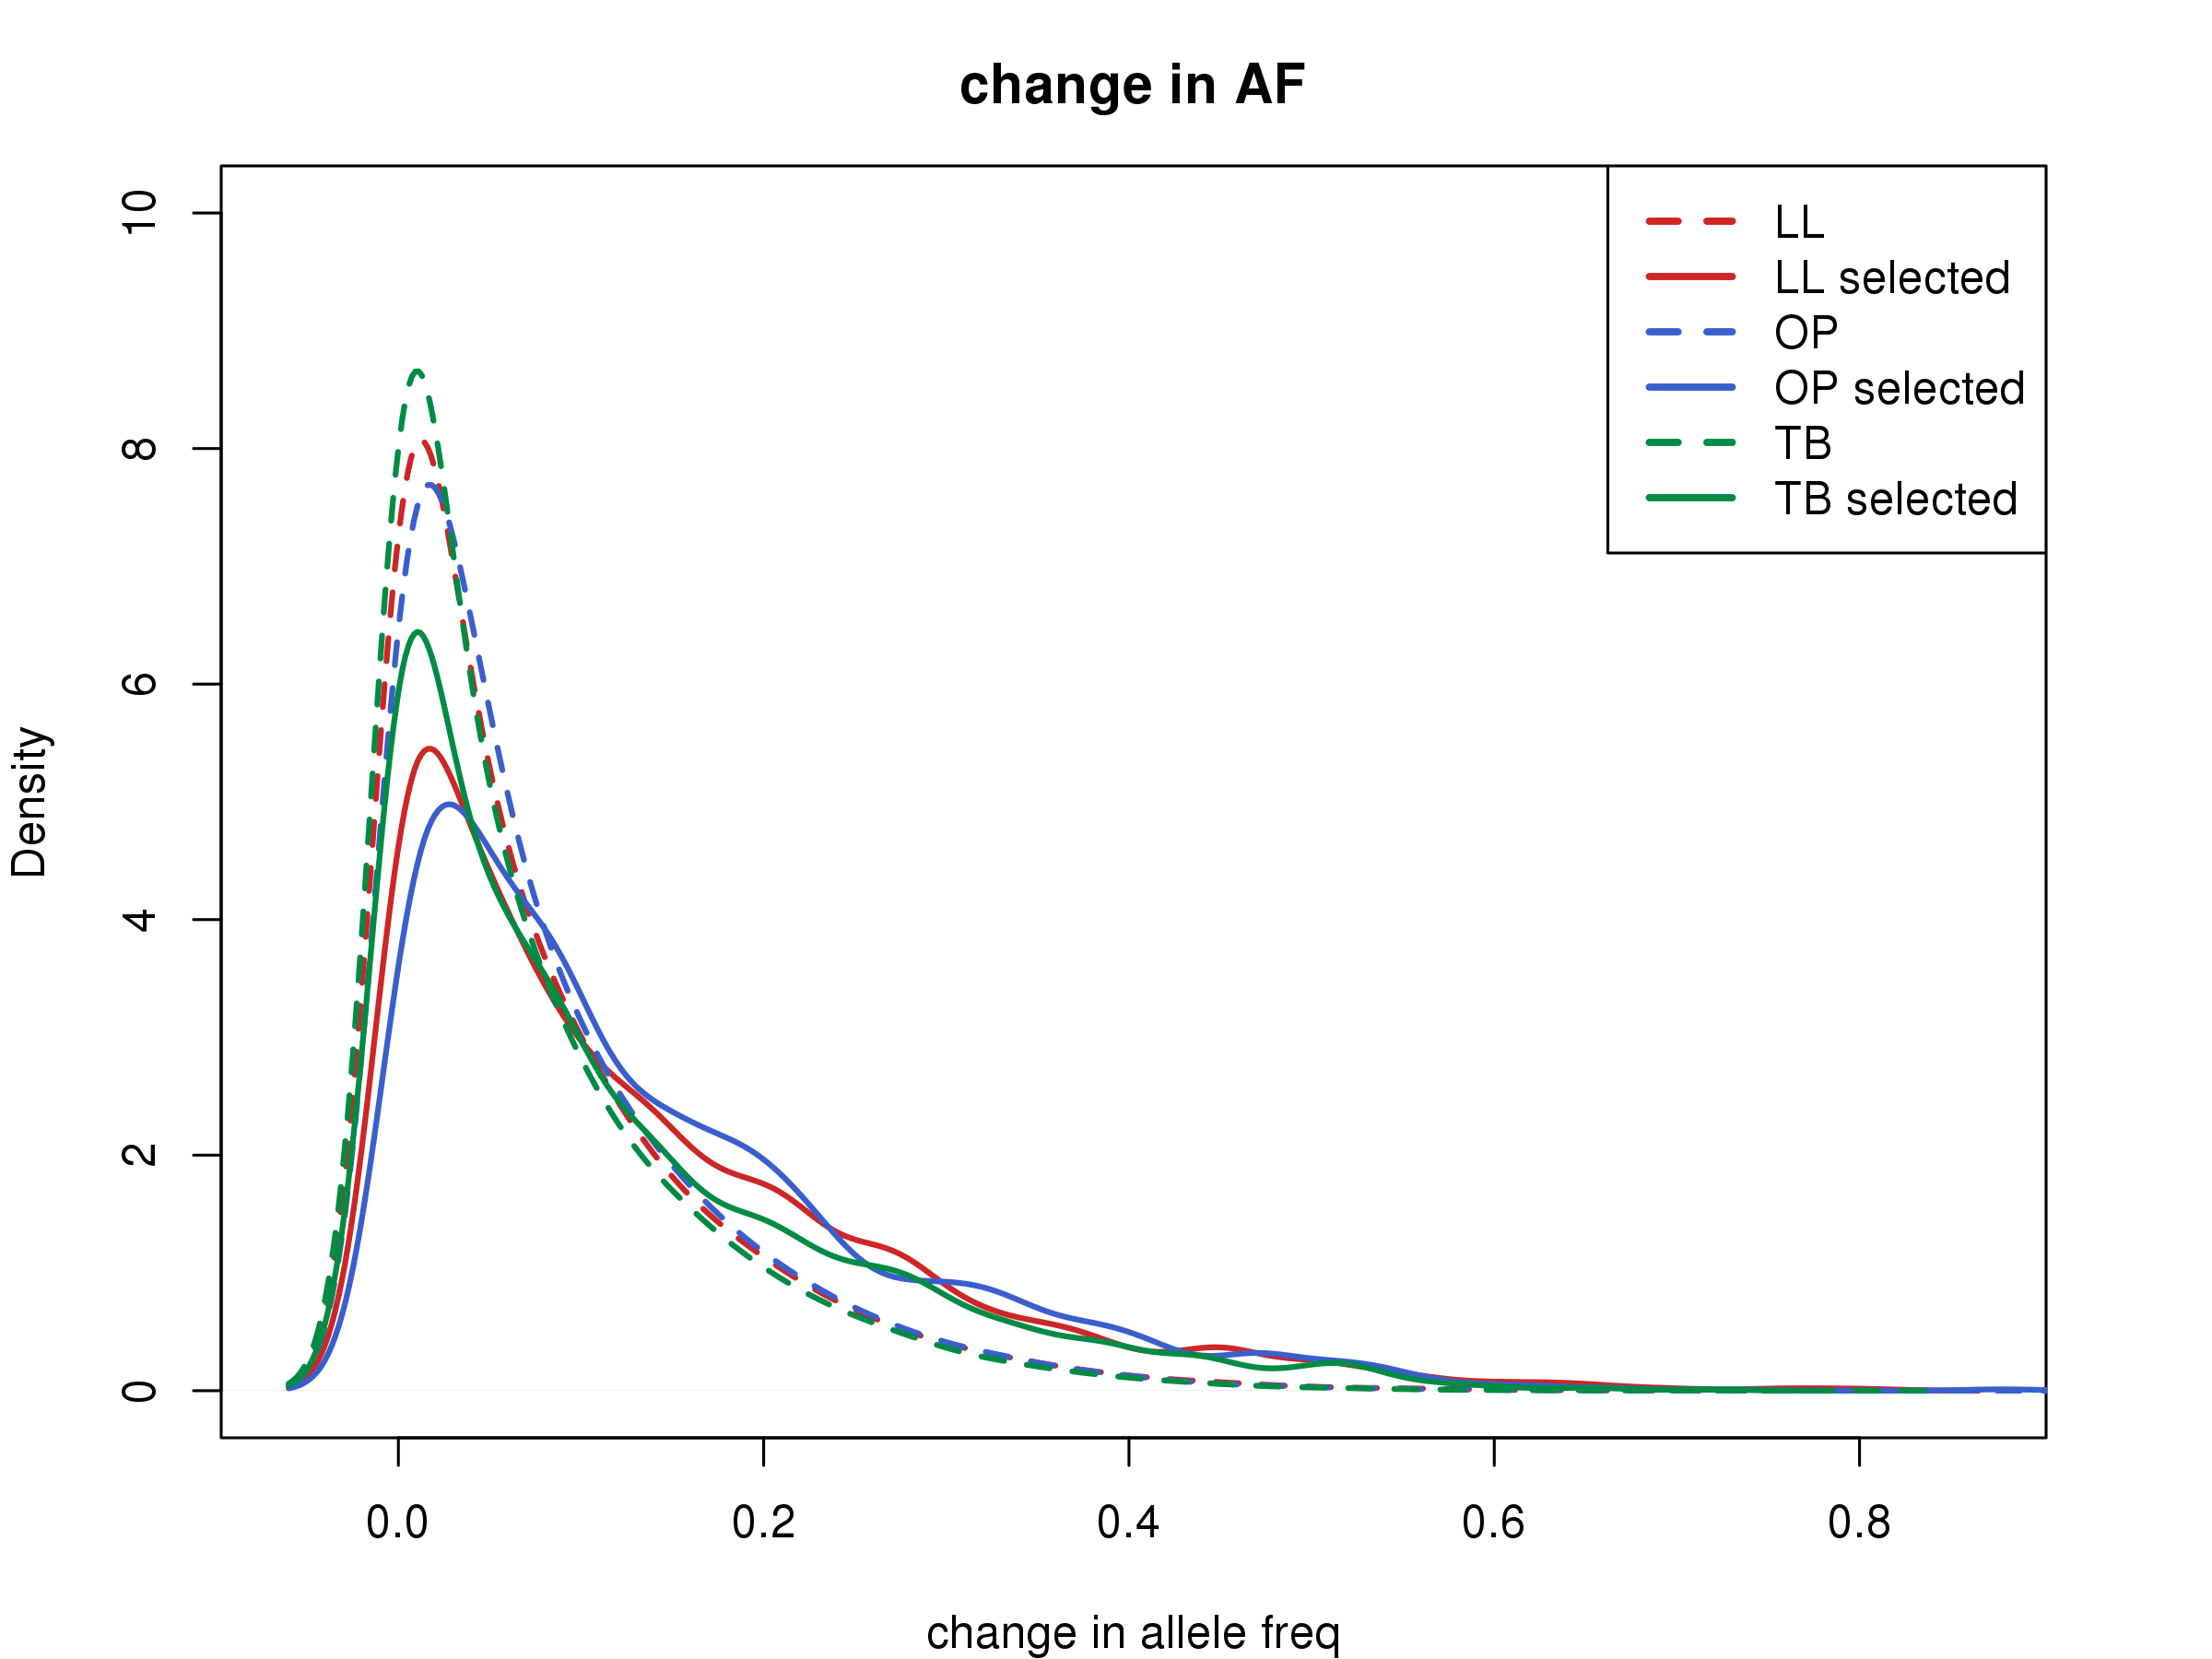 change in AF
10
8
6
4
2
0
Density
LL
LL selected
OP
OP selected
TB
TB selected
0.0 0.2 0.4 0.6 0.8
change in allele freq